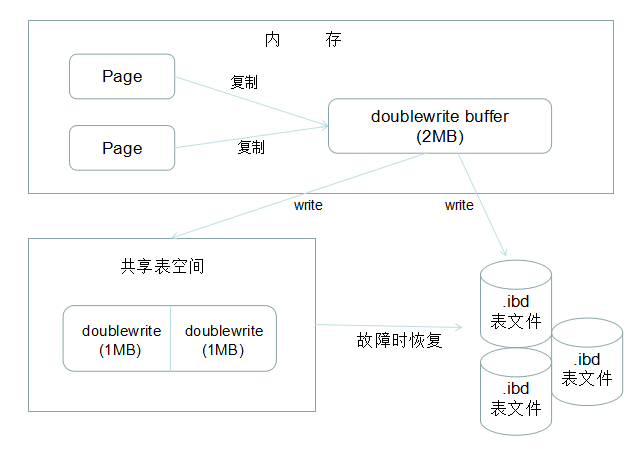 内 存
Page
复制
doublewrite buffer
(2MB)
Page
复制
write
write
共享表空间
doublewrite
(1MB)
doublewrite
(1MB)
故障时恢复
.ibd
表文件
.ibd
表文件
.ibd
表文件